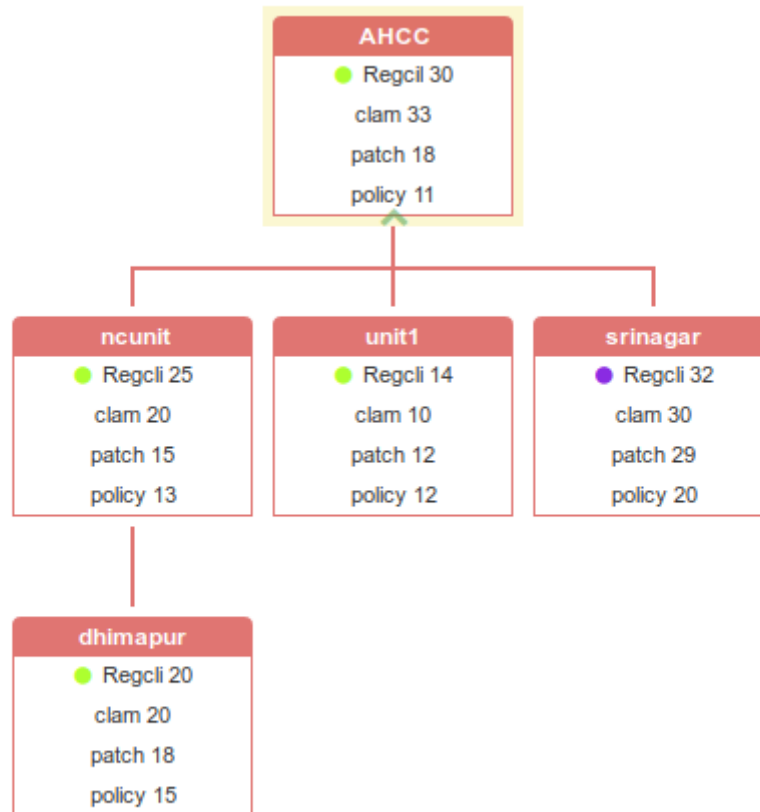 AHCC
Regcil 30
clam 33
patch 18
policy 11
ncunit
Regcli 25
clam 20
patch 15
policy 13
unit1
Regcli 14
clam 10
patch 12
policy 12
srinagar
Regcli 32
clam 30
patch 29
policy 20
dhimapur
Regcli 20
clam 20
patch 18
policy 15